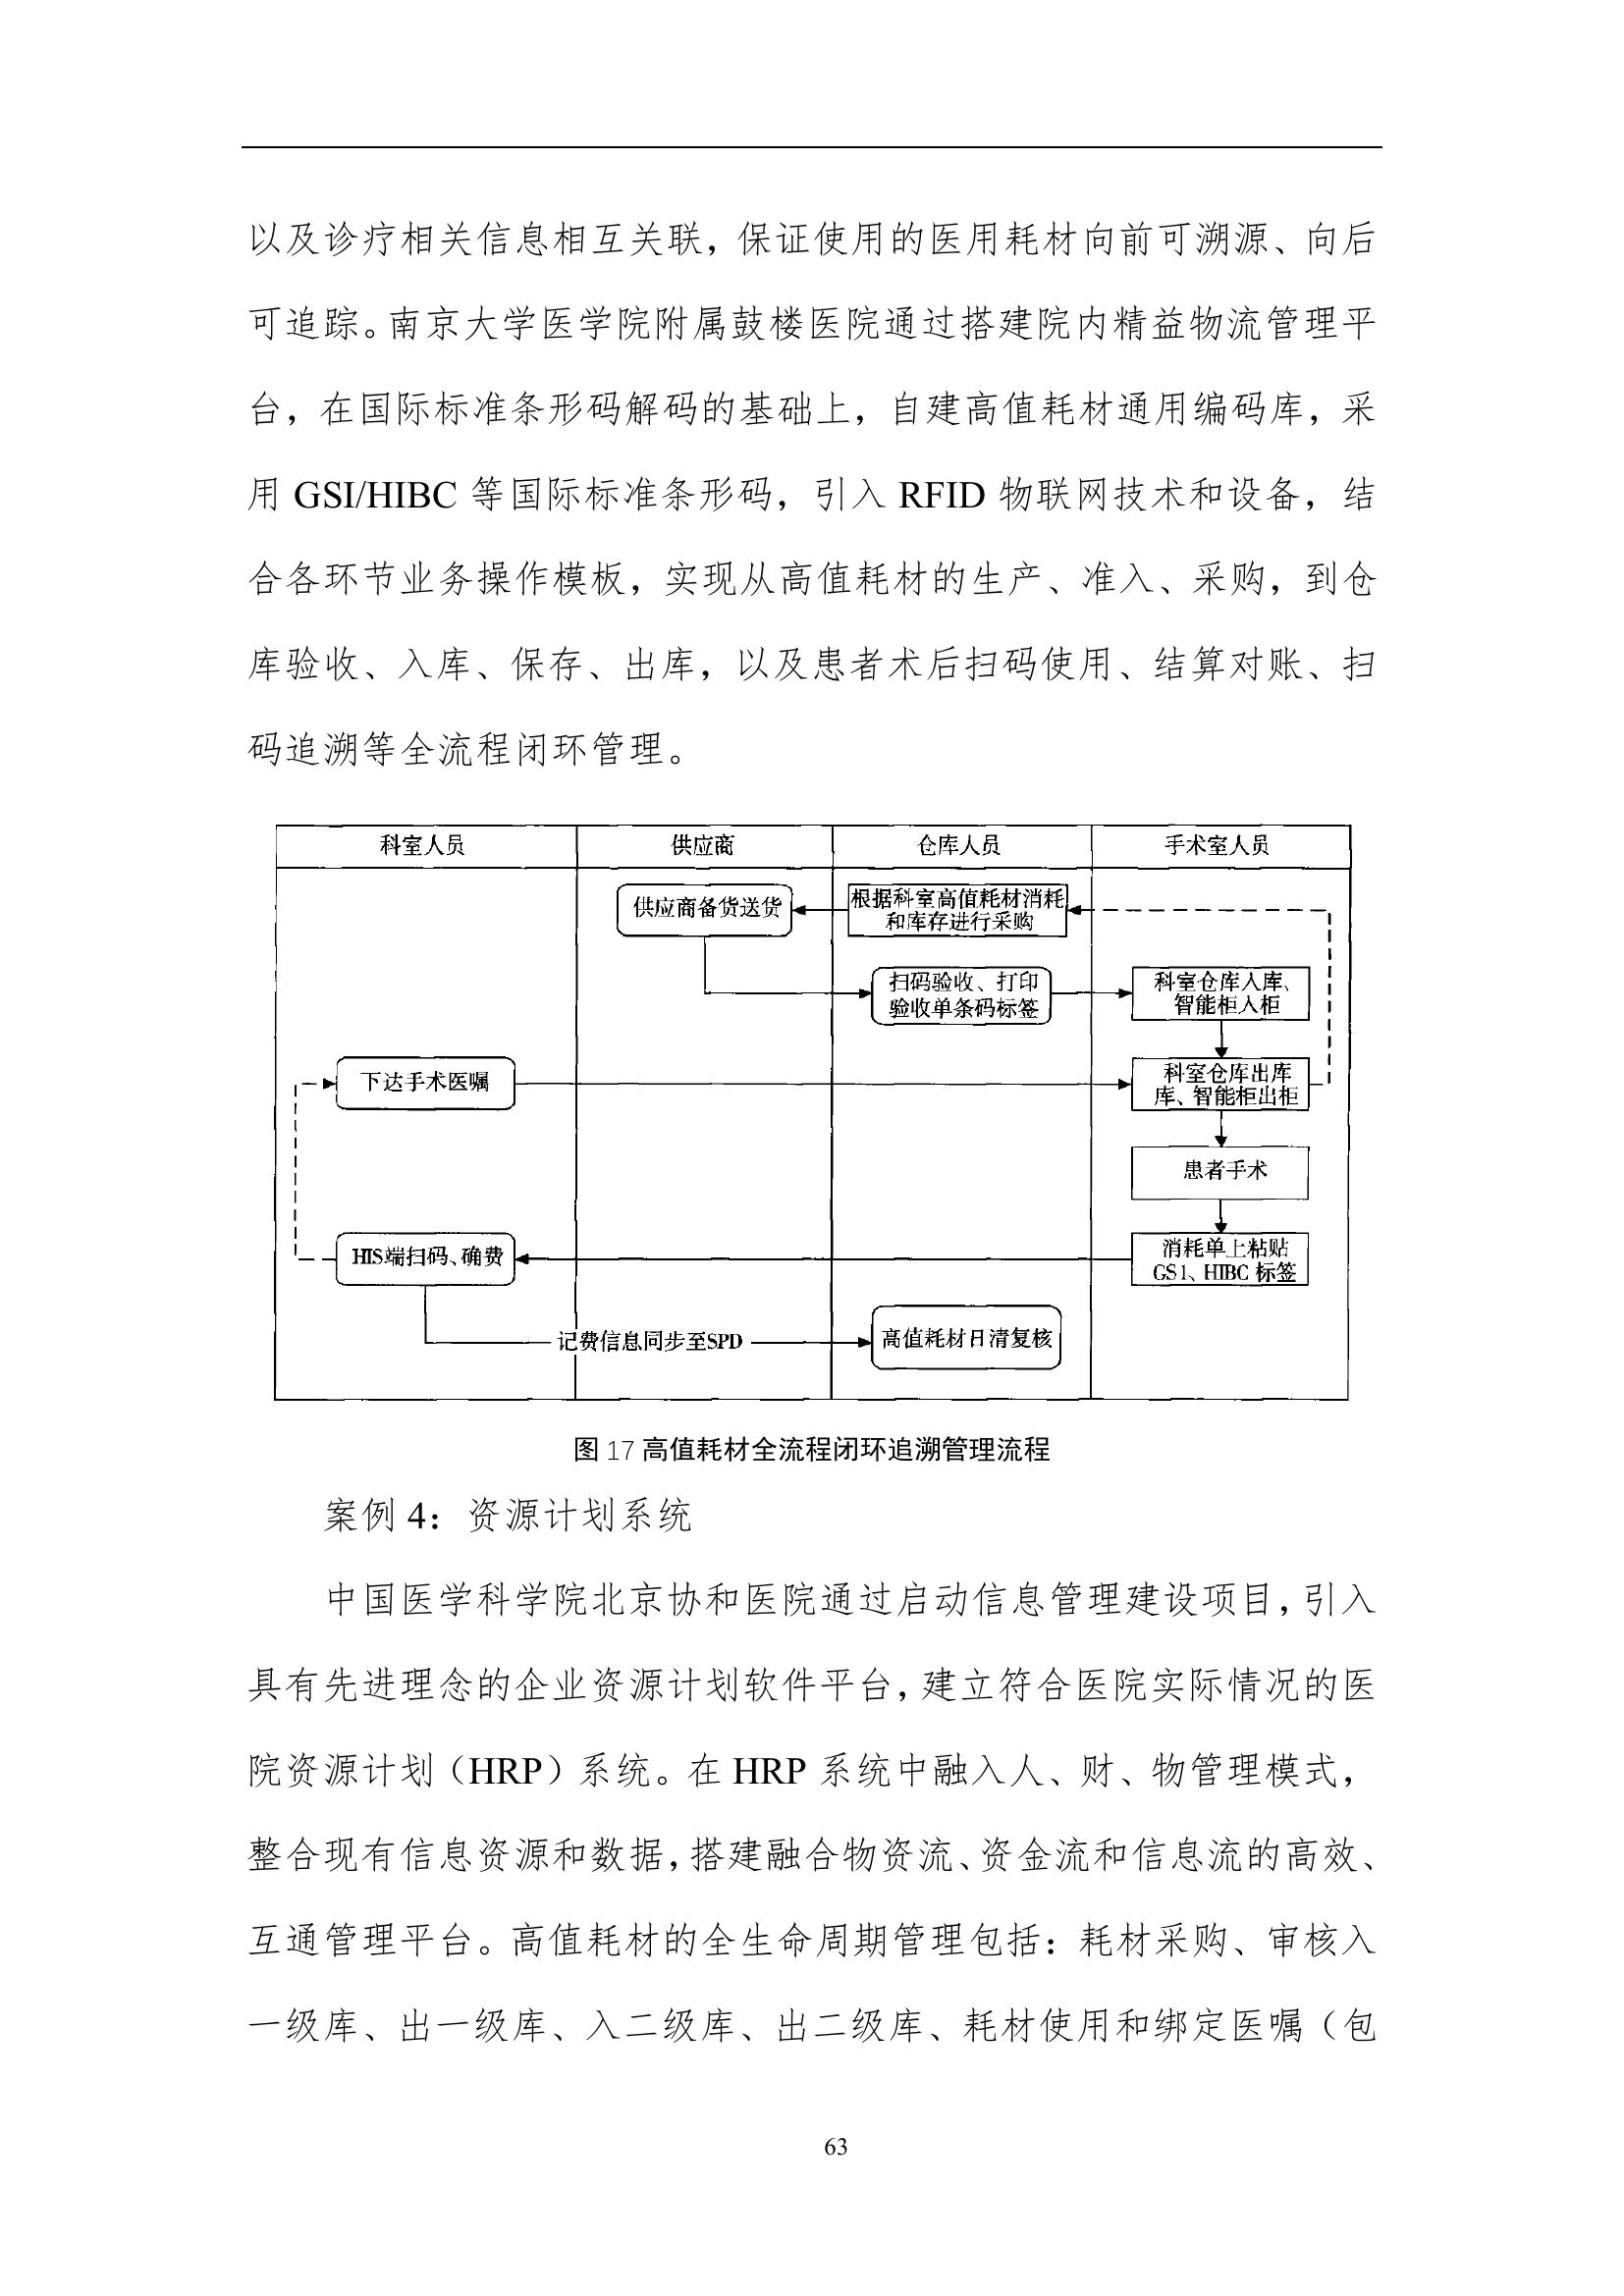 以及诊疗相关信息相互关联，保证使用的医用耗材向前可溯源、向后
可追踪。南京大学医学院附属鼓楼医院通过搭建院内精益物流管理平
台，在国际标准条形码解码的基础上，自建高值耗材通用编码库，采
用 GSI/HIBC 等国际标准条形码，引入 RFID 物联网技术和设备，结
合各环节业务操作模板，实现从高值耗材的生产、准入、采购，到仓
库验收、入库、保存、出库，以及患者术后扫码使用、结算对账、扫
码追溯等全流程闭环管理。
科室人员
供应商
仓库人员
手术室人员
供应商备货送货
根据科室高值耗材消耗
和库存进行采购
扫码验收、打印
验收单条码标签
科室仓库入库、
智能柜入柜
下达手术医嘱
科室仓库出库
库、智能柜出柜
患者手术
HIS端扫码、确费
消耗单上粘贴
GS1、HIBC 标签
记费信息同步至SPD
高值耗材日清复核
图 17 高值耗材全流程闭环追溯管理流程
案例 4：资源计划系统
中国医学科学院北京协和医院通过启动信息管理建设项目，引入
具有先进理念的企业资源计划软件平台，建立符合医院实际情况的医
院资源计划（HRP）系统。在 HRP 系统中融入人、财、物管理模式，
整合现有信息资源和数据，搭建融合物资流、资金流和信息流的高效、
互通管理平台。高值耗材的全生命周期管理包括：耗材采购、审核入
一级库、出一级库、入二级库、出二级库、耗材使用和绑定医嘱（包
63